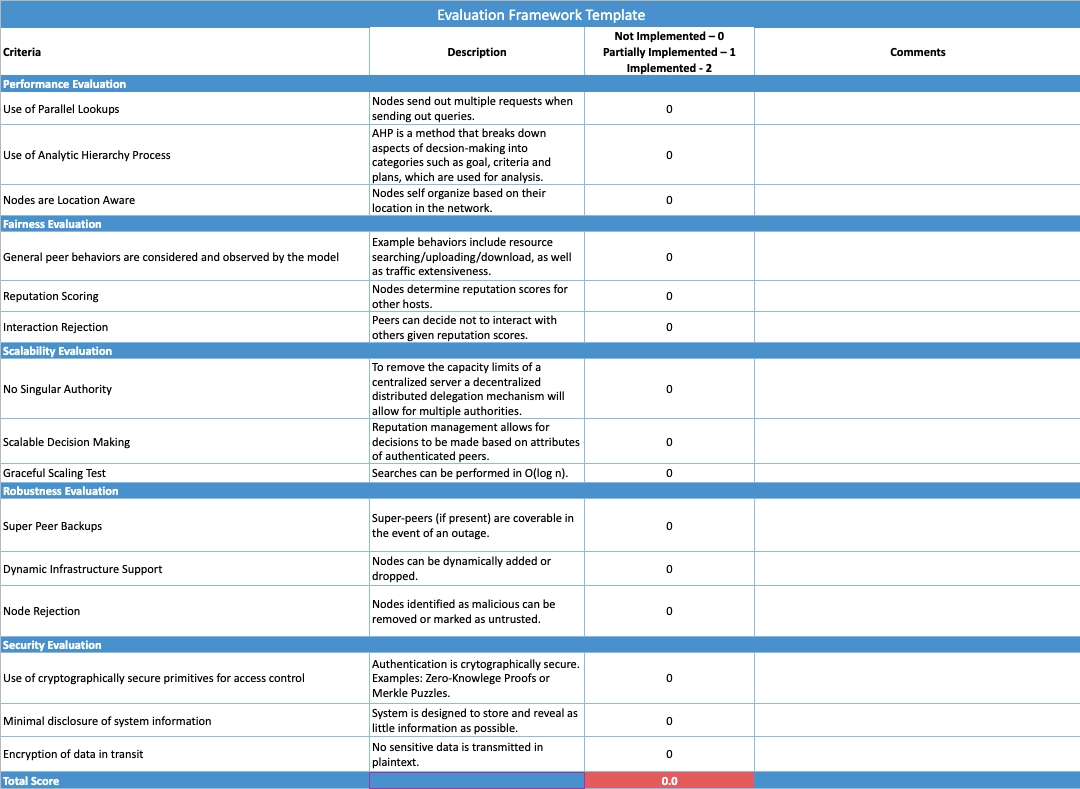 Evaluation Framework Template
Criteria
Description
Not Implemented – 0
Partially Implemented – 1
Implemented - 2
Comments
Performance Evaluation
Use of Parallel Lookups
Nodes send out multiple requests when
sending out queries.
0
Use of Analytic Hierarchy Process
AHP is a method that breaks down
aspects of decsion-making into
categories such as goal, criteria and
plans, which are used for analysis.
0
Nodes are Location Aware
Nodes self organize based on their
location in the network.
0
Fairness Evaluation
General peer behaviors are considered and observed by the model
Example behaviors include resource
searching/uploading/download, as well
as traffic extensiveness.
0
Reputation Scoring
Nodes determine reputation scores for
other hosts.
0
Interaction Rejection
Peers can decide not to interact with
others given reputation scores.
0
Scalability Evaluation
No Singular Authority
To remove the capacity limits of a
centralized server a decentralized
distributed delegation mechanism will
allow for multiple authorities.
0
Scalable Decision Making
Reputation management allows for
decisions to be made based on attributes
of authenticated peers.
0
Graceful Scaling Test
Searches can be performed in O(log n).
0
Robustness Evaluation
Super Peer Backups
Super-peers (if present) are coverable in
the event of an outage.
0
Dynamic Infrastructure Support
Nodes can be dynamically added or
dropped.
0
Node Rejection
Nodes identified as malicious can be
removed or marked as untrusted.
0
Security Evaluation
Use of cryptographically secure primitives for access control
Authentication is crytographically secure.
Examples: Zero-Knowlege Proofs or
Merkle Puzzles.
0
Minimal disclosure of system information
System is designed to store and reveal as
little information as possible.
0
Encryption of data in transit
No sensitive data is transmitted in
plaintext.
0
Total Score
0.0